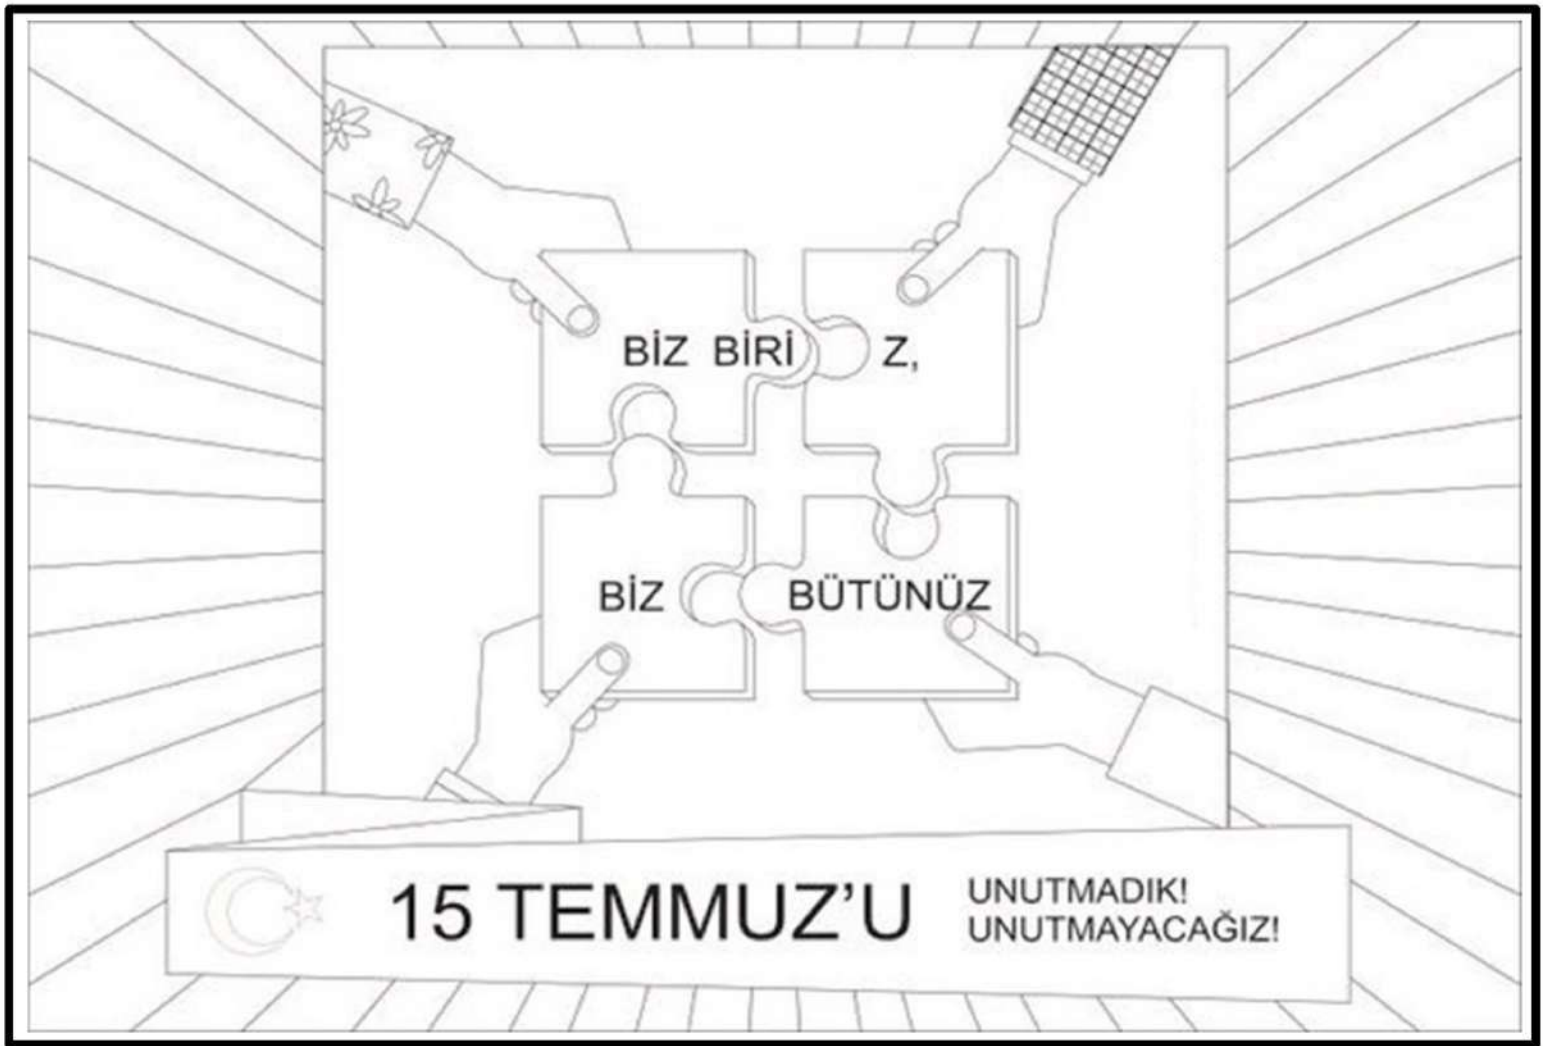 BİZ BİRİ Z,
BİZ BÜTÜNÜZ
15 TEMMUZ'U
UNUTMADIK!
UNUTMAYACAĞIZ!